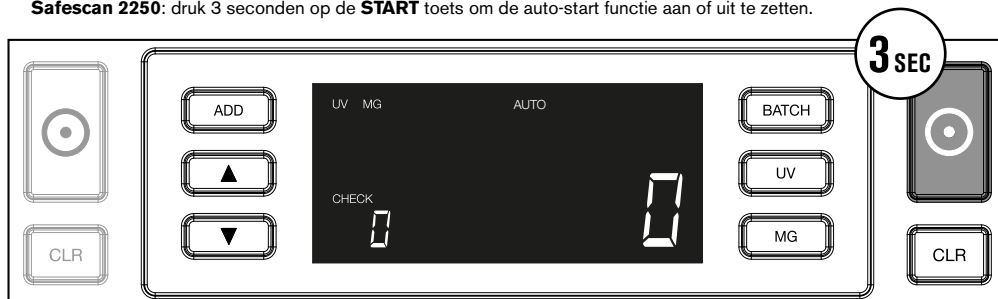 Safescan 2250: druk 3 seconden op de START toets om de auto-start functie aan of uit te zetten.
3 SEC
ADD
UV MG AUTO
BATCH
UV
CHECK
0
0
MG
CLR
CLR